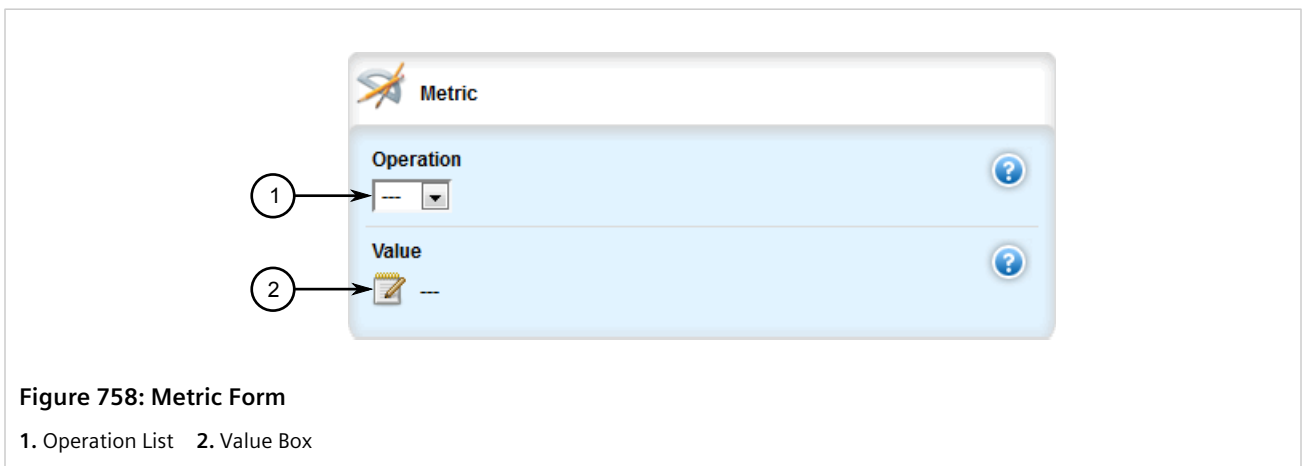 Metric
Operation
1
---
Value
2
---
Figure 758: Metric Form
1. Operation List 2. Value Box